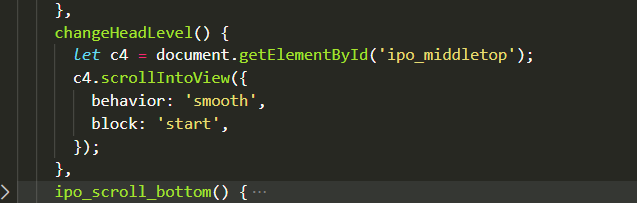 },
changeHeadLevel() {
let c4 = document.getElementById('ipo_middletop');
c4.scrollIntoView({
behavior: 'smooth',
block: 'start',
});
},
ipo_scroll_bottom() { ...